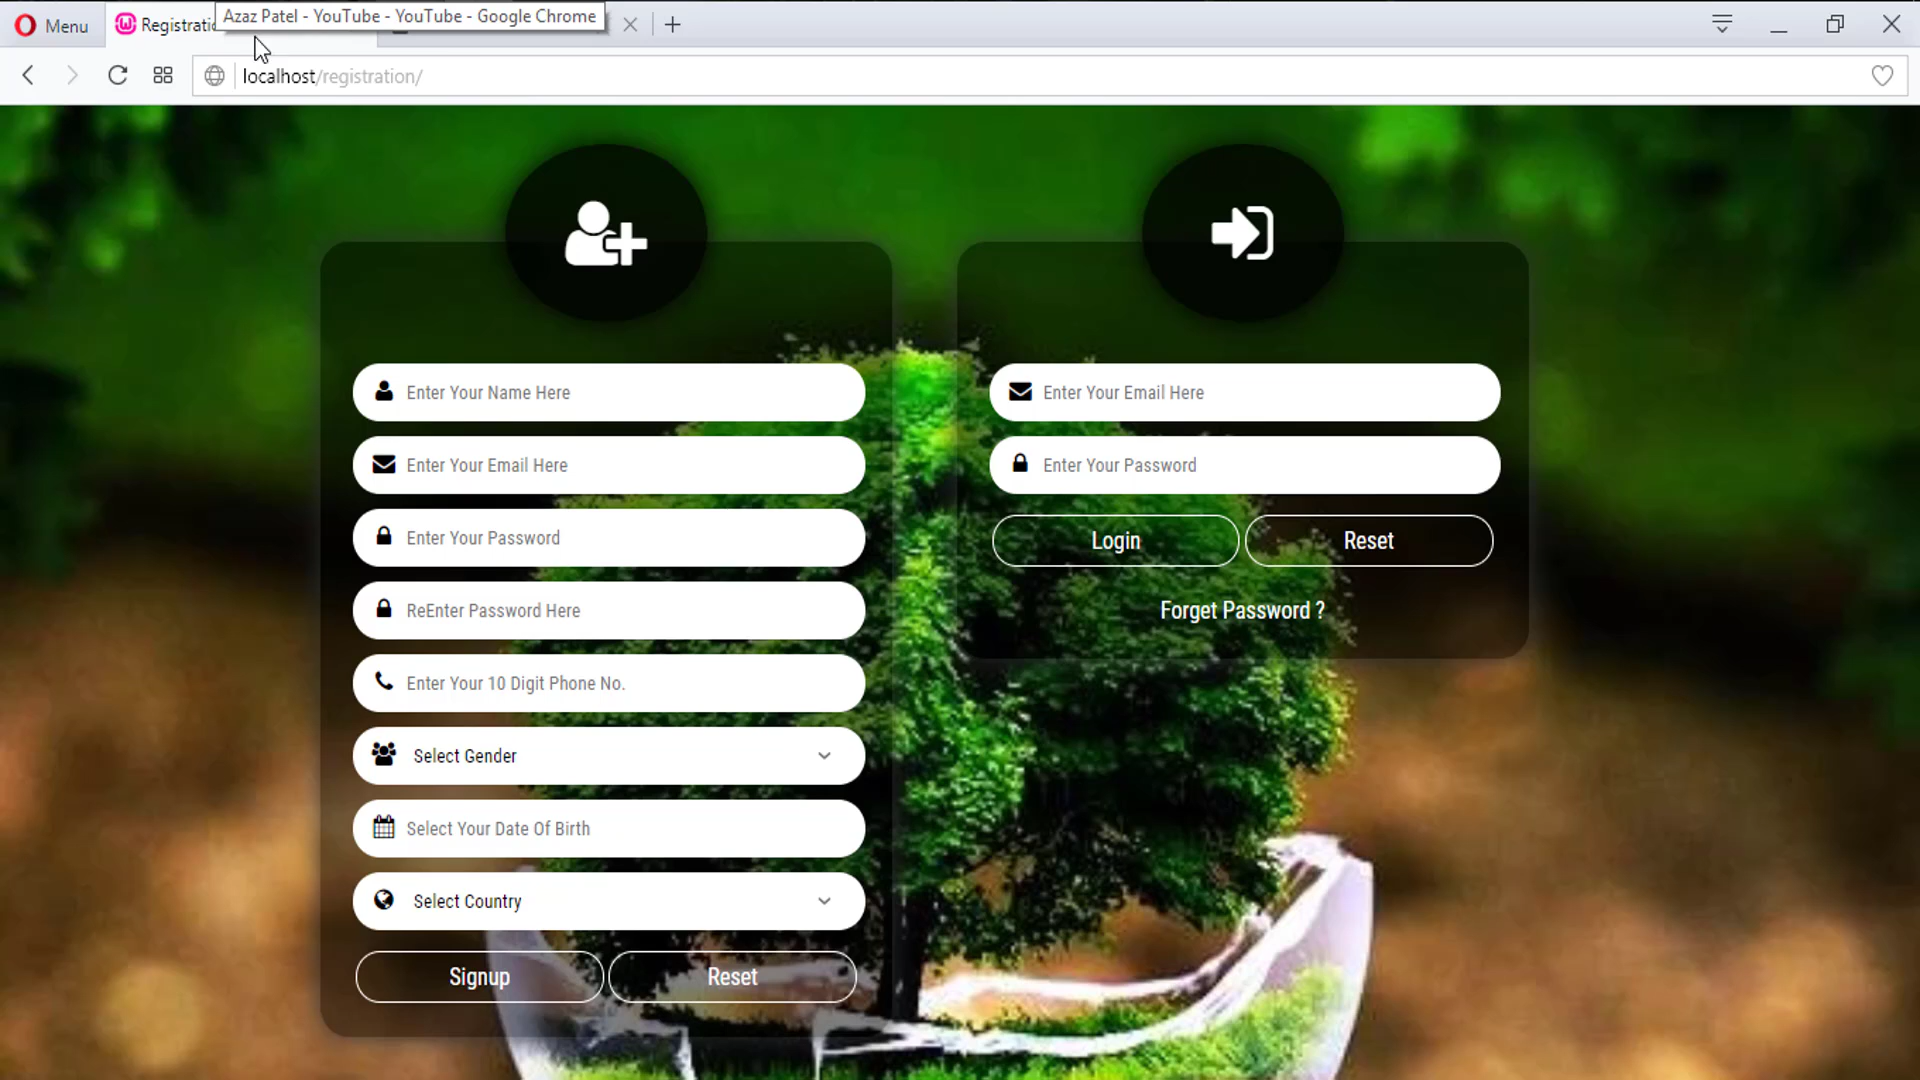 Menu
Registratio
Azaz Patel - YouTube - YouTube - Google Chrome
localhost/registration/
Enter Your Name Here
Enter Your Email Here
Enter Your Password
ReEnter Password Here
Enter Your 10 Digit Phone No.
Select Gender
Select Your Date Of Birth
Select Country
Signup
Reset
Enter Your Email Here
Enter Your Password
Login
Reset
Forget Password ?